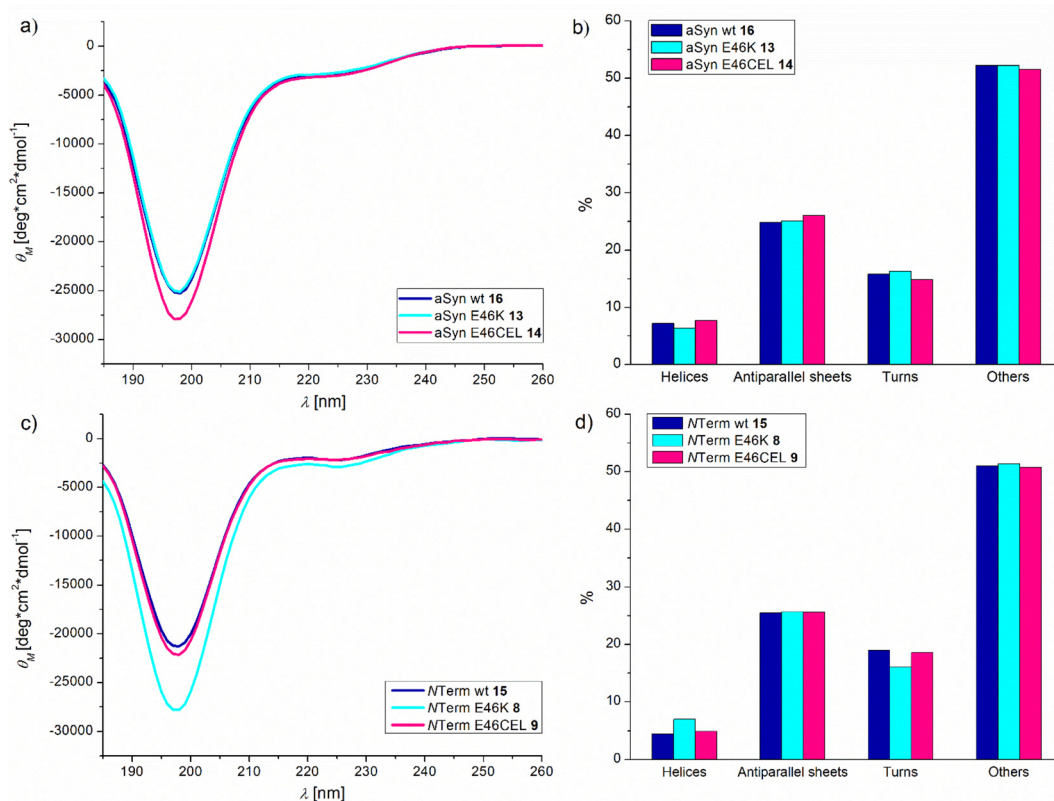 a)
0
-5000
-10000
-15000
-20000
-25000
-30000
θM [deg*cm²*dmol⁻¹]
aSyn wt 16
aSyn E46K 13
aSyn E46CEL 14
190 200 210 220 230 240 250 260
λ [nm]
b)
60
50
40
30
20
10
0
%
aSyn wt 16
aSyn E46K 13
aSyn E46CEL 14
Helices Antiparallel sheets Turns Others
c)
0
-5000
-10000
-15000
-20000
-25000
-30000
θM [deg*cm²*dmol⁻¹]
NTerm wt 15
NTerm E46K 8
NTerm E46CEL 9
190 200 210 220 230 240 250 260
λ [nm]
d)
60
50
40
30
20
10
0
%
NTerm wt 15
NTerm E46K 8
NTerm E46CEL 9
Helices Antiparallel sheets Turns Others